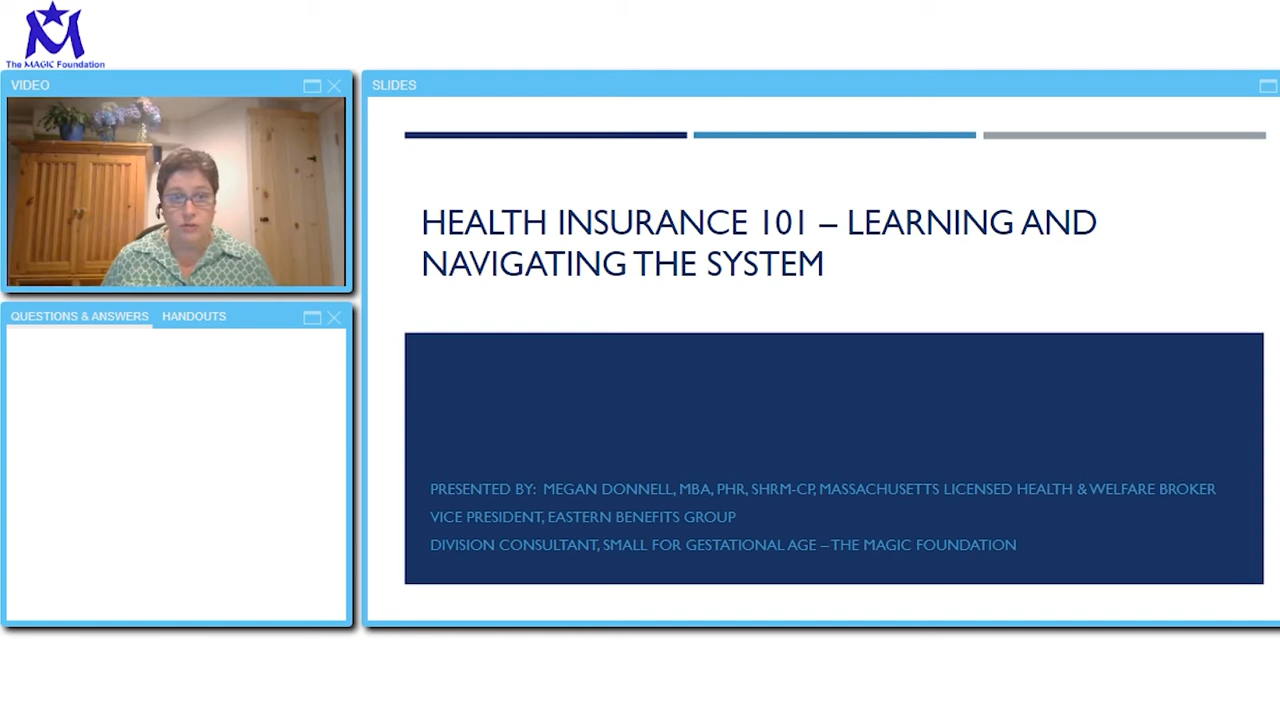 M
The MAGIC Foundation
VIDEO
SLIDES
HEALTH INSURANCE 101 – LEARNING AND
NAVIGATING THE SYSTEM
QUESTIONS & ANSWERS HANDOUTS
PRESENTED BY: MEGAN DONNELL, MBA, PHR, SHRM-CP, MASSACHUSETTS LICENSED HEALTH & WELFARE BROKER
VICE PRESIDENT, EASTERN BENEFITS GROUP
DIVISION CONSULTANT, SMALL FOR GESTATIONAL AGE – THE MAGIC FOUNDATION